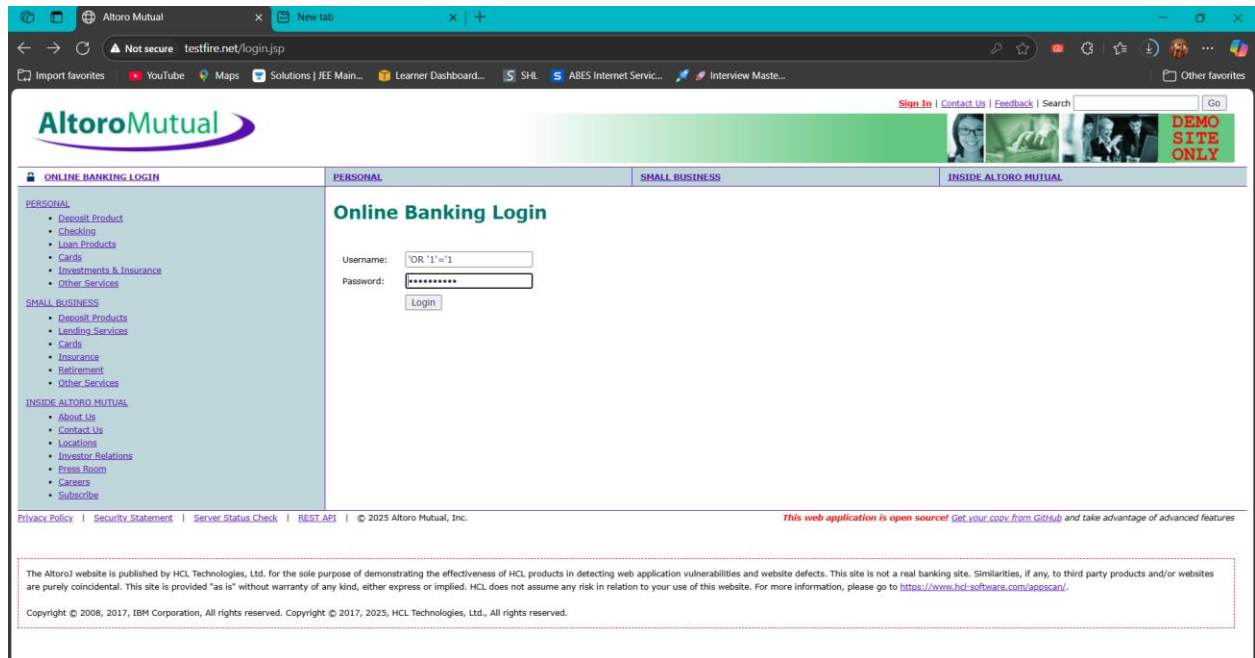 Altoro Mutual
New tab
Not secure testfire.net/login.jsp
Import favorites YouTube Maps Solutions | JEE Main... Learner Dashboard... SHL ABES Internet Servic... Interview Maste... Other favorites
Sign In | Contact Us | Feedback | Search Go
AltoroMutual
DEMO
SITE
ONLY
ONLINE BANKING LOGIN PERSONAL SMALL BUSINESS INSIDE ALTORO MUTUAL
PERSONAL
• Deposit Product
• Checking
• Loan Products
• Cards
• Investments & Insurance
• Other Services
SMALL BUSINESS
• Deposit Products
• Lending Services
• Cards
• Insurance
• Retirement
• Other Services
INSIDE ALTORO MUTUAL
• About Us
• Contact Us
• Locations
• Investor Relations
• Press Room
• Careers
• Subscribe
Online Banking Login
Username: 'OR '1'='1
Password: ••••••••••
Login
Privacy Policy | Security Statement | Server Status Check | REST API | © 2025 Altoro Mutual, Inc. This web application is open source! Get your copy from GitHub and take advantage of advanced features
The AltoroJ website is published by HCL Technologies, Ltd. for the sole purpose of demonstrating the effectiveness of HCL products in detecting web application vulnerabilities and website defects. This site is not a real banking site. Similarities, if any, to third party products and/or websites
are purely coincidental. This site is provided "as is" without warranty of any kind, either express or implied. HCL does not assume any risk in relation to your use of this website. For more information, please go to https://www.hcl-software.com/appscan/.
Copyright © 2008, 2017, IBM Corporation, All rights reserved. Copyright © 2017, 2025, HCL Technologies, Ltd., All rights reserved.